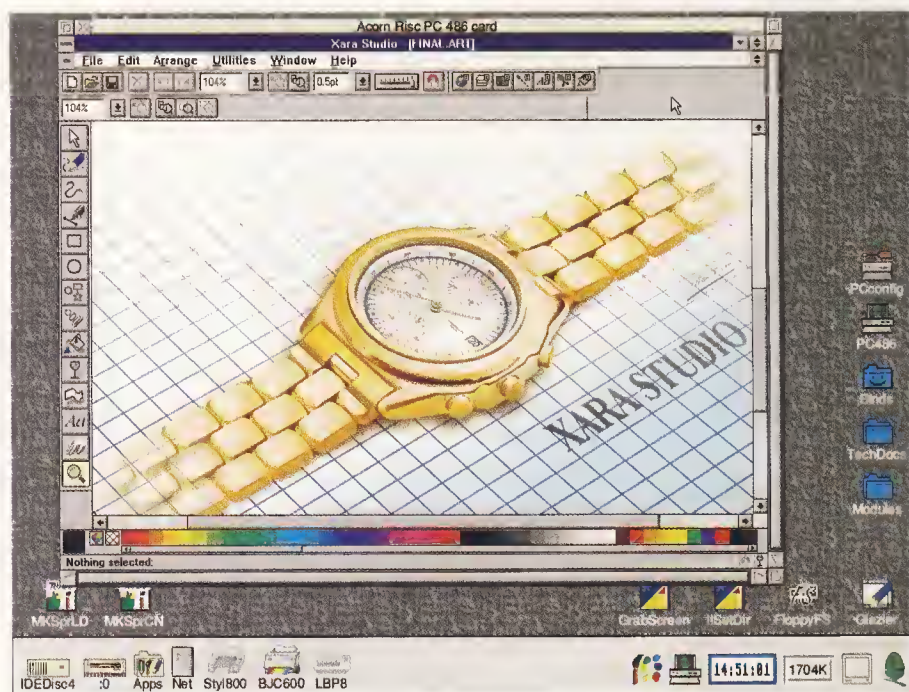 Acorn Risc PC 486 card
Xara Studio - [FINAL.ART]
File Edit Arrange Utilities Window Help
104% 0.5pt
104%
XARA STUDIO
Nothing selected:
PCconfig
PC486
TechDocs
Modules
MKSprLD MKSprCN GrabScreen !!SetDir FloppyFS Glazier
IDEDisc4 :0 Apps Net Styl800 BJC600 LBP8 14:51:01 1704K